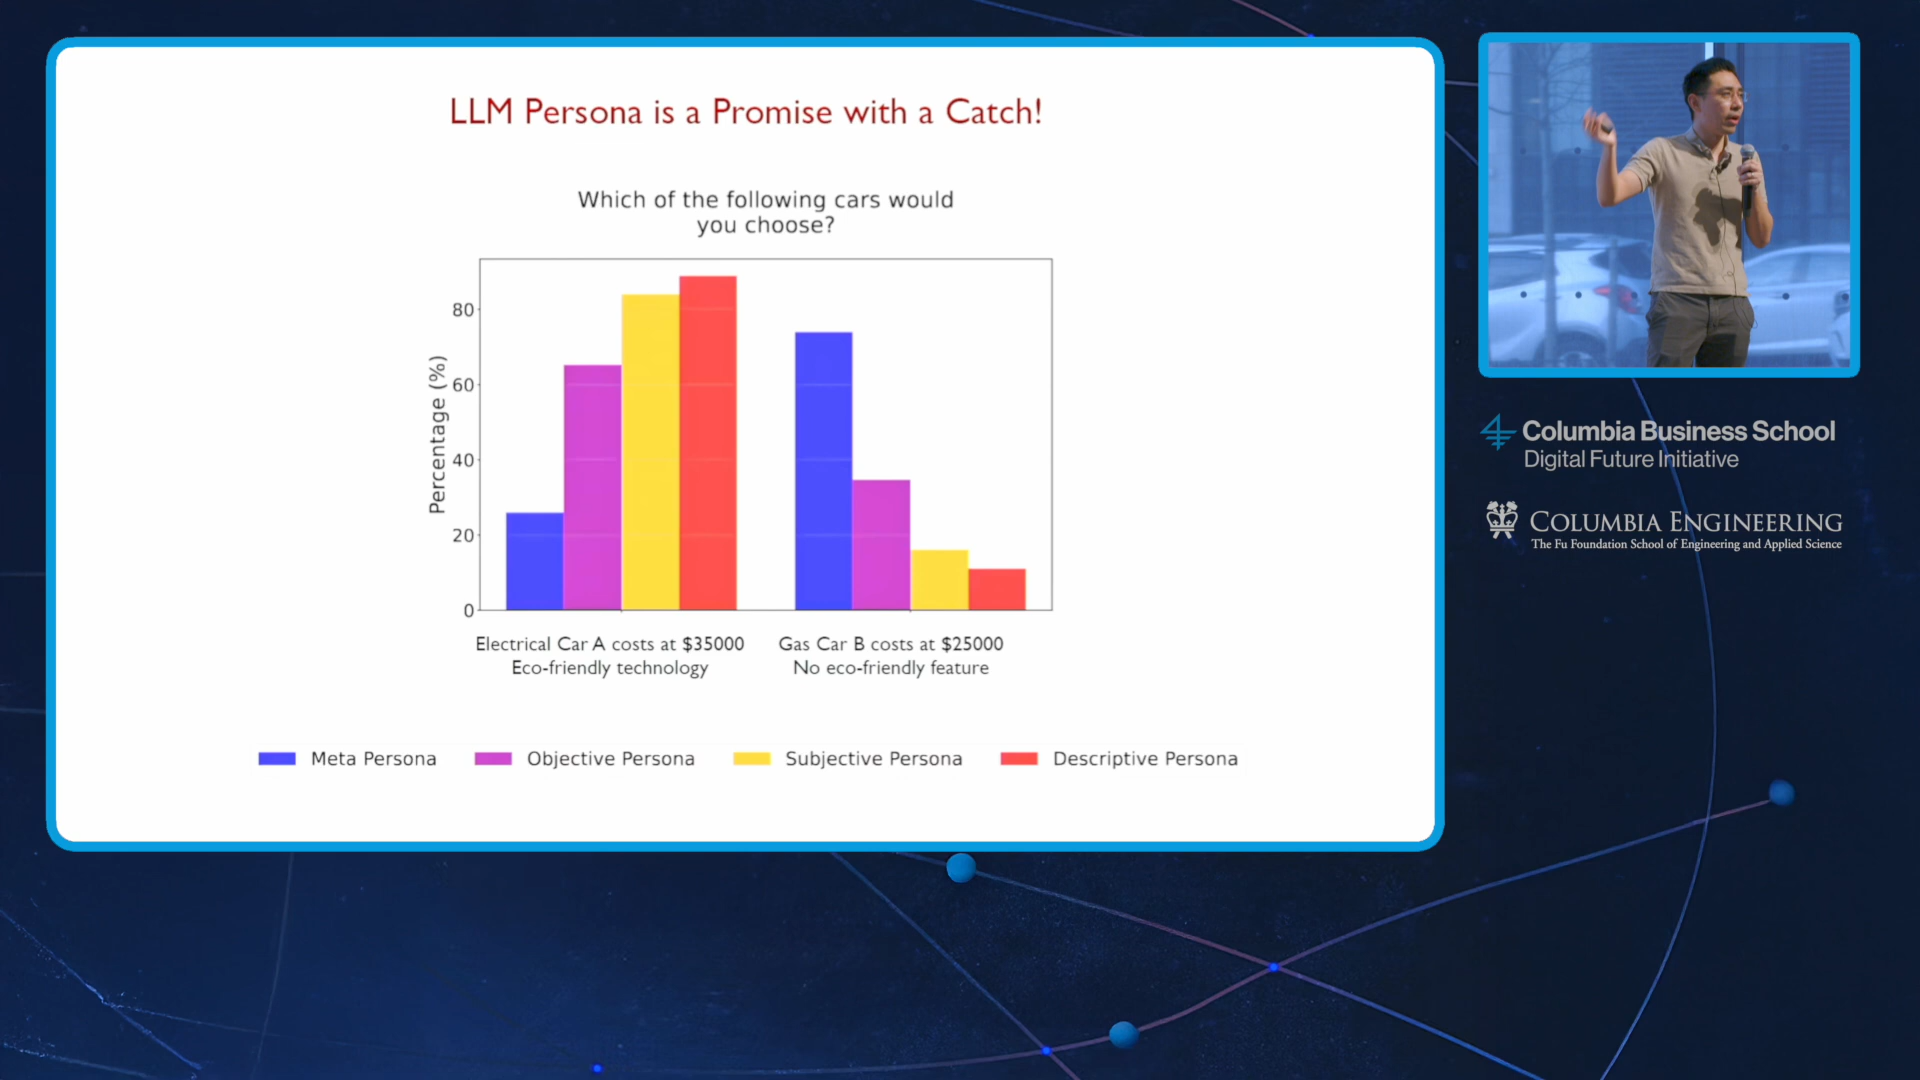 LLM Persona is a Promise with a Catch!
Which of the following cars would
you choose?
Percentage (%)
80
60
40
20
0
Electrical Car A costs at $35000
Eco-friendly technology
Gas Car B costs at $25000
No eco-friendly feature
Meta Persona
Objective Persona
Subjective Persona
Descriptive Persona
Columbia Business School
Digital Future Initiative
COLUMBIA ENGINEERING
The Fu Foundation School of Engineering and Applied Science